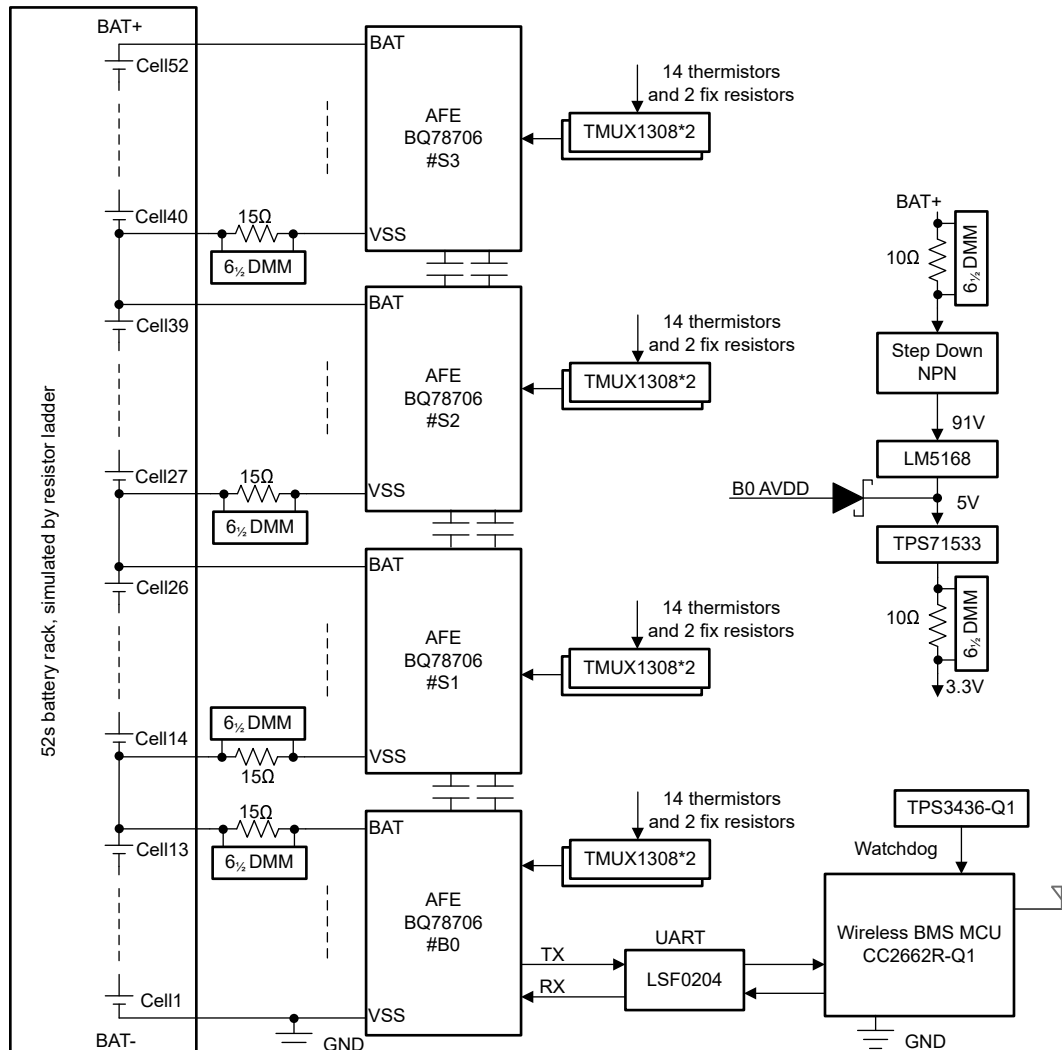 BAT+
Cell52
Cell40
Cell39
Cell27
Cell26
Cell14
Cell13
Cell1
BAT-
52s battery rack, simulated by resistor ladder
15Ω
6½ DMM
15Ω
6½ DMM
6½ DMM
15Ω
15Ω
6½ DMM
GND
BAT
AFE
BQ78706
#S3
VSS
BAT
AFE
BQ78706
#S2
VSS
BAT
AFE
BQ78706
#S1
VSS
BAT
AFE
BQ78706
#B0
VSS
14 thermistors
and 2 fix resistors
TMUX1308*2
14 thermistors
and 2 fix resistors
TMUX1308*2
14 thermistors
and 2 fix resistors
TMUX1308*2
14 thermistors
and 2 fix resistors
TMUX1308*2
TX
RX
UART
LSF0204
BAT+
10Ω
6½ DMM
Step Down
NPN
91V
LM5168
B0 AVDD
5V
TPS71533
10Ω
6½ DMM
3.3V
TPS3436-Q1
Watchdog
Wireless BMS MCU
CC2662R-Q1
GND